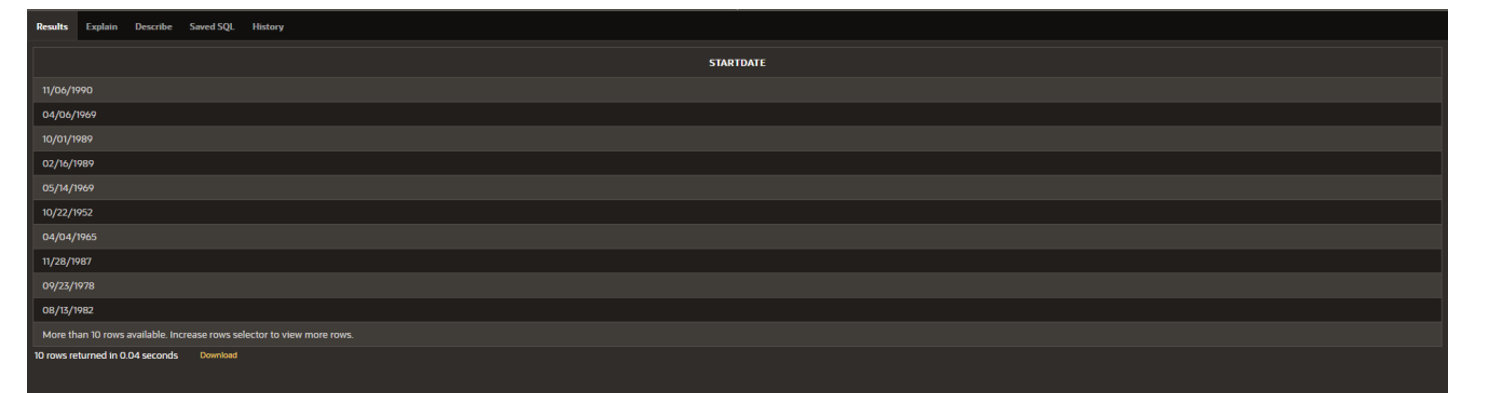 Results Explain Describe Saved SQL History
STARTDATE
11/06/1990
04/06/1969
10/01/1989
02/16/1989
05/14/1969
10/22/1952
04/04/1965
11/28/1987
09/23/1978
08/13/1982
More than 10 rows available. Increase rows selector to view more rows.
10 rows returned in 0.04 seconds Download